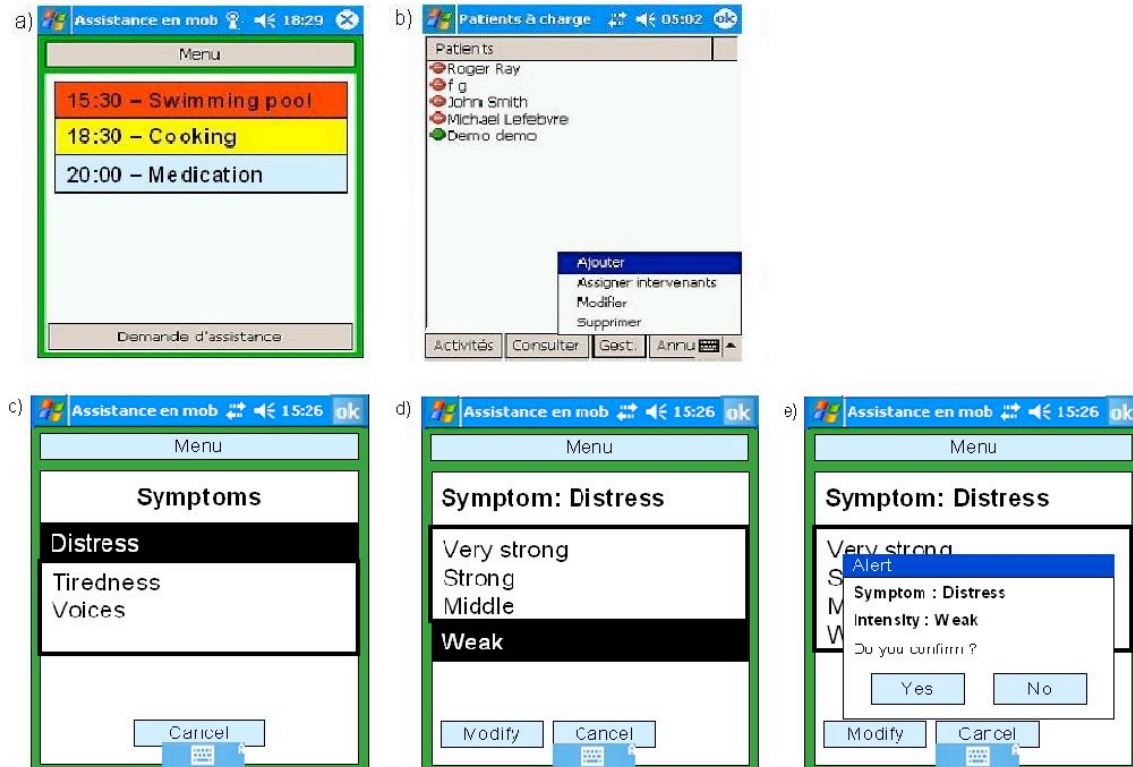 a)
Assistance en mob 18:29
Menu
15:30 – Swimming pool
18:30 – Cooking
20:00 – Medication
Demande d'assistance
b)
Patients à charge 05:02 ok
Patients
Roger Ray
f g
John Smith
Michael Lefebvre
Demo demo
Ajouter
Assigner intervenants
Modifier
Supprimer
Activités Consulter Gest. Annu
c)
Assistance en mob 15:26 ok
Menu
Symptoms
Distress
Tiredness
Voices
Cancel
d)
Assistance en mob 15:26 ok
Menu
Symptom: Distress
Very strong
Strong
Middle
Weak
Modify Cancel
e)
Assistance en mob 15:26 ok
Menu
Symptom: Distress
Very strong
S
Alert
M
Symptom : Distress
W
Intensity : Weak
Do you confirm ?
Yes No
Modify Cancel